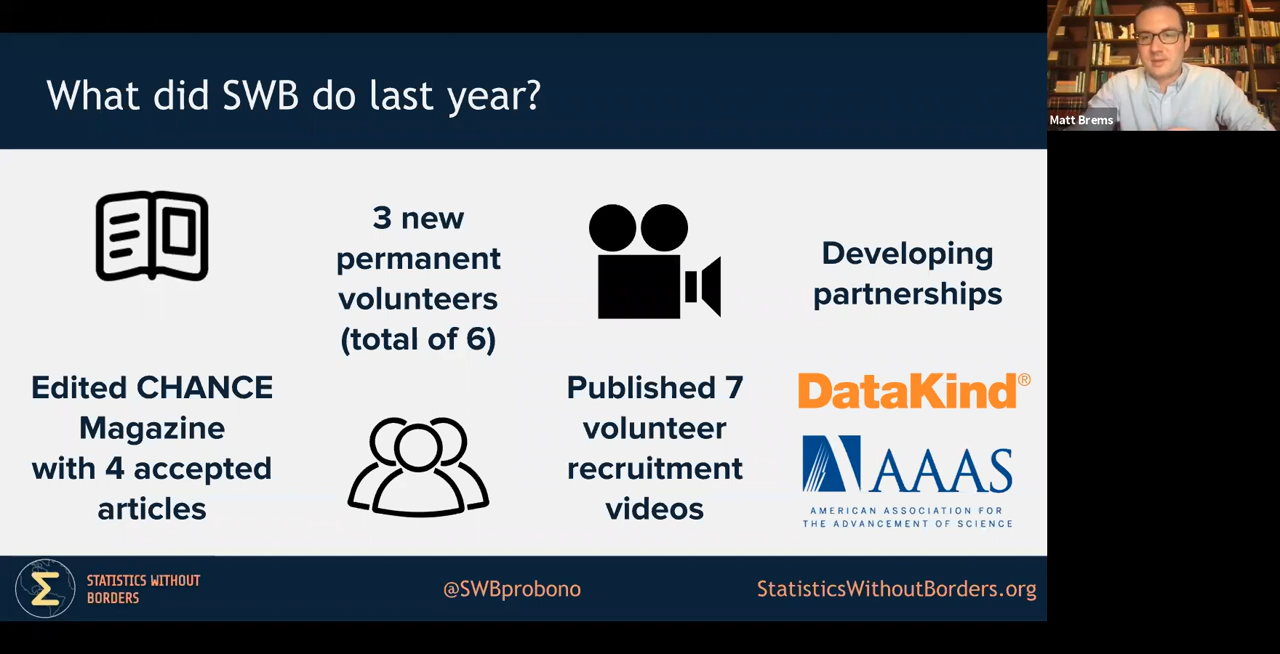 What did SWB do last year?
Matt Brems
Edited CHANCE
Magazine
with 4 accepted
articles
3 new
permanent
volunteers
(total of 6)
Published 7
volunteer
recruitment
videos
Developing
partnerships
DataKind®
AAAS
AMERICAN ASSOCIATION FOR
THE ADVANCEMENT OF SCIENCE
Σ
STATISTICS WITHOUT
BORDERS
@SWBprobono
StatisticsWithoutBorders.org